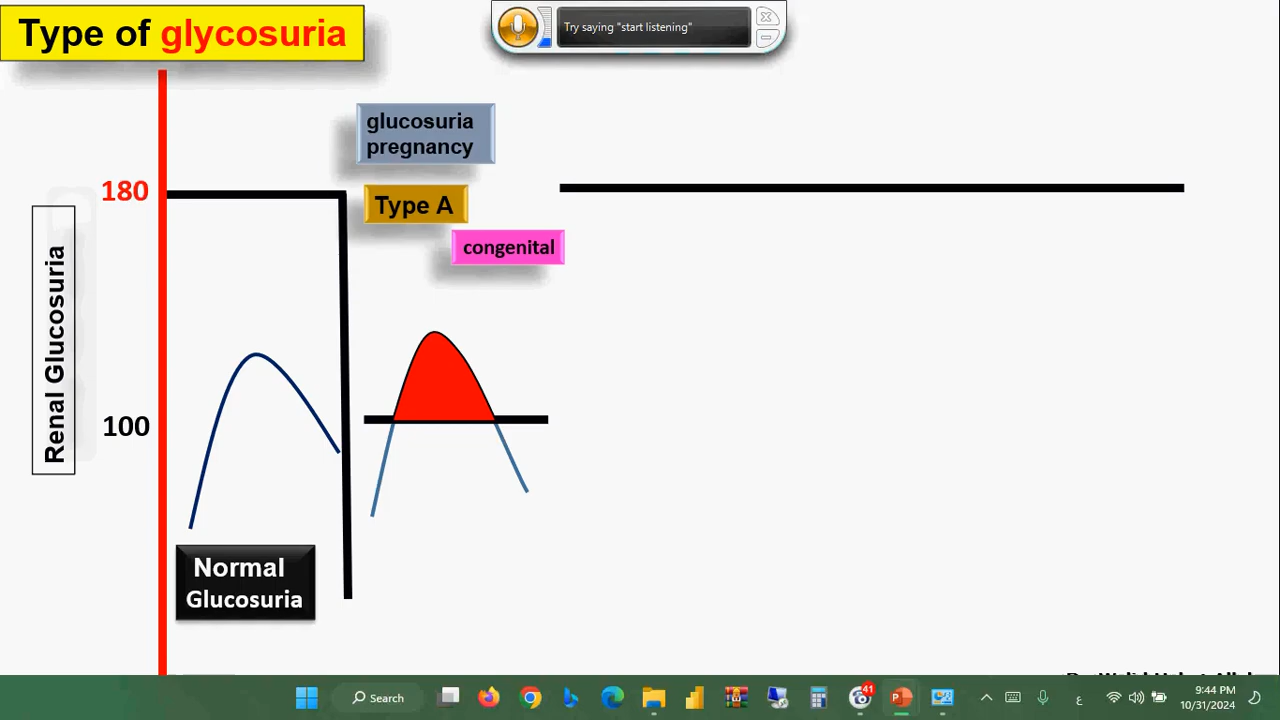 Type of glycosuria
Try saying "start listening"
glucosuria
pregnancy
180
Type A
congenital
Renal Glucosuria
100
Normal
Glucosuria
Search
41
ع
9:44 PM
10/31/2024